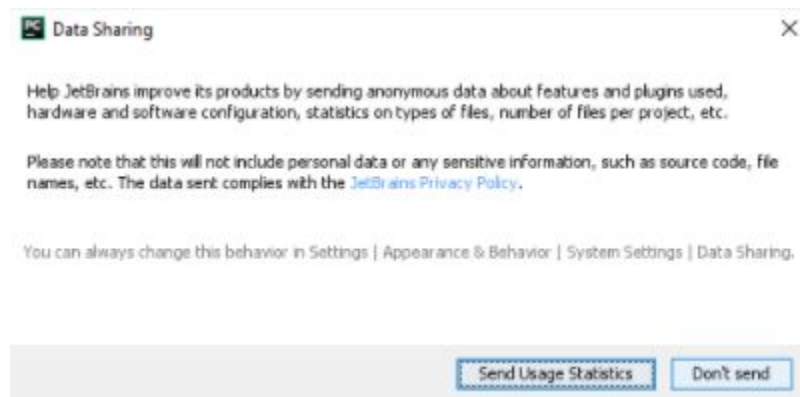 PC Data Sharing
Help JetBrains improve its products by sending anonymous data about features and plugins used,
hardware and software configuration, statistics on types of files, number of files per project, etc.
Please note that this will not include personal data or any sensitive information, such as source code, file
names, etc. The data sent complies with the JetBrains Privacy Policy.
You can always change this behavior in Settings | Appearance & Behavior | System Settings | Data Sharing.
Send Usage Statistics Don't send